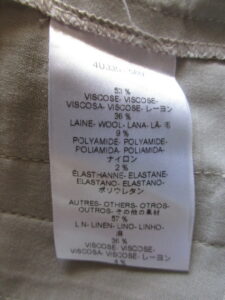 53 %
VISCOSE- VISCOSE-
VISCOSA- VISCOSE- レーヨン
36 %
LAINE- WOOL- LANA- LÃ- 毛
9 %
POLYAMIDE- POLYAMIDE-
POLIAMIDA- POLIAMIDA-
ナイロン
2 %
ELASTHANNE- ELASTANE-
ELASTANO- ELASTANO-
ポリウレタン
AUTRES- OTHERS- OTROS-
OUTROS- その他の素材
57 %
LIN- LINEN- LINO- LINHO-
麻
36 %
VISCOSE- VISCOSE-
VISCOSA- VISCOSE- レーヨン